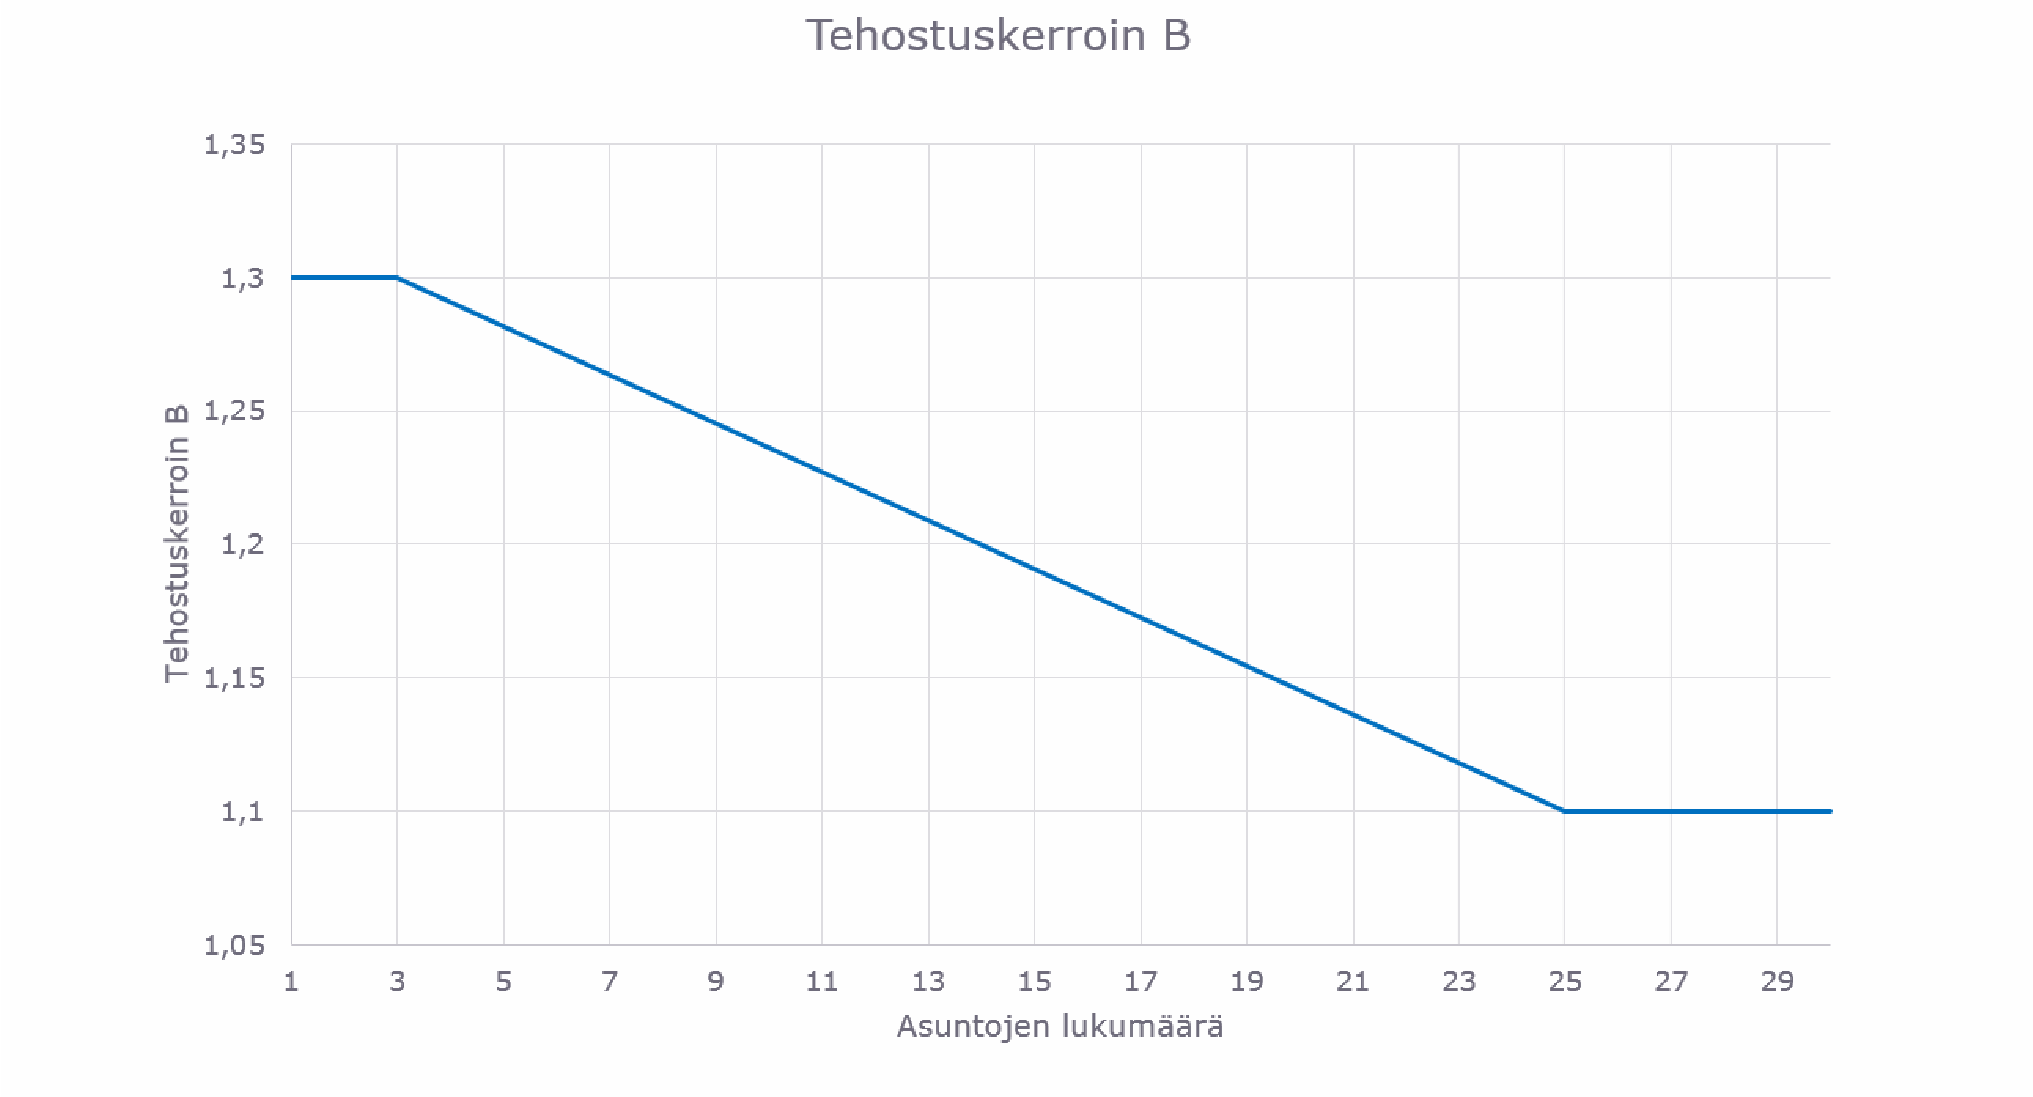 Tehostuskerroin B
1,35
1,3
1,25
1,2
1,15
1,1
1,05
Tehostuskerroin B
1 3 5 7 9 11 13 15 17 19 21 23 25 27 29
Asuntojen lukumäärä